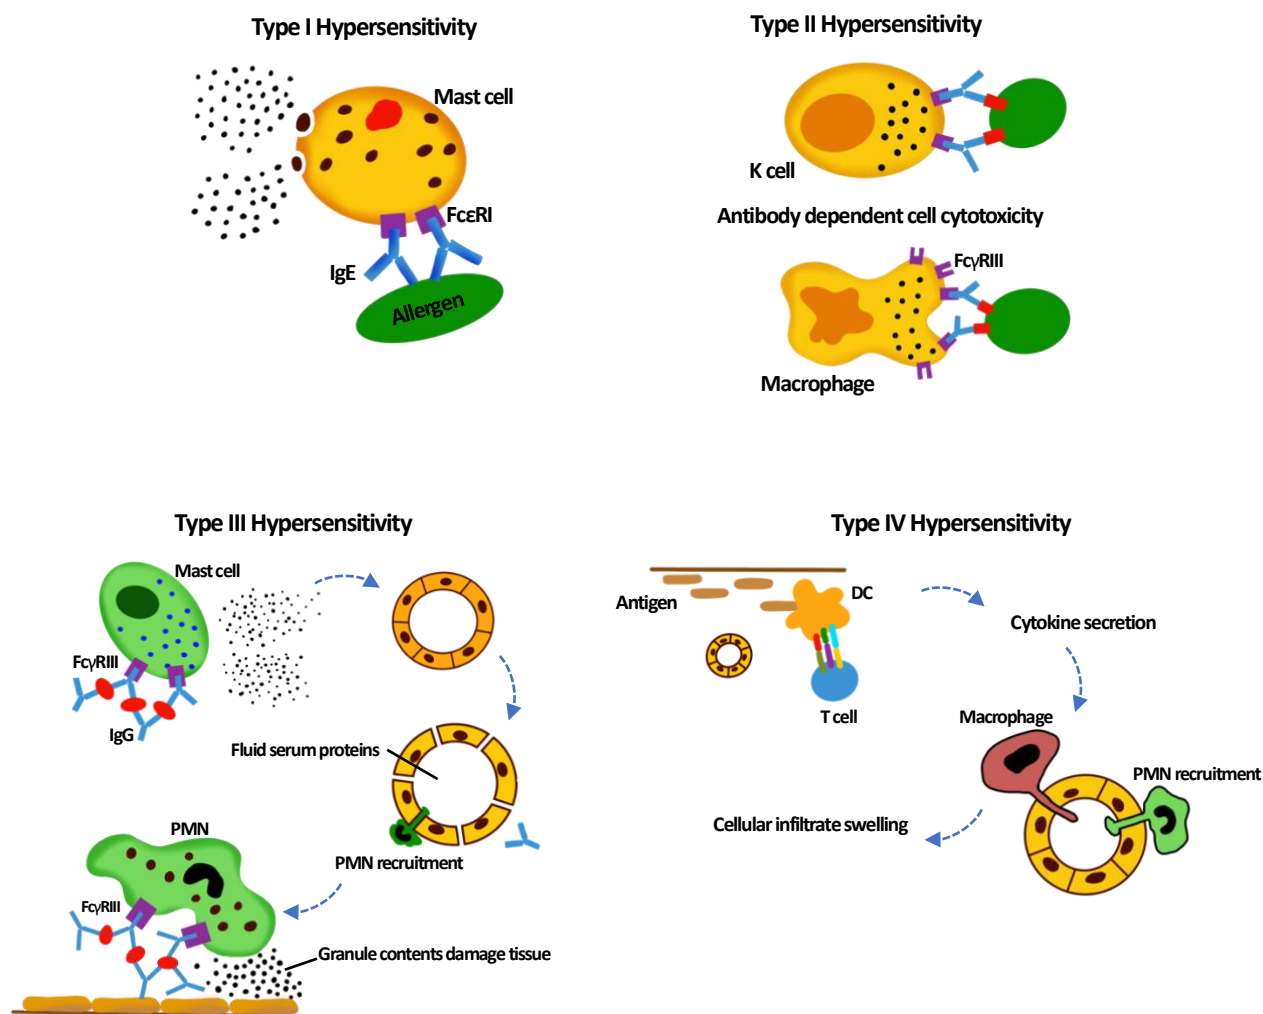 Type I Hypersensitivity
Mast cell
FcεRI
IgE
Allergen
Type II Hypersensitivity
K cell
Antibody dependent cell cytotoxicity
FcγRIII
Macrophage
Type III Hypersensitivity
Mast cell
FcγRIII
IgG
Fluid serum proteins
PMN
PMN recruitment
FcγRIII
Granule contents damage tissue
Type IV Hypersensitivity
Antigen
DC
Cytokine secretion
T cell
Macrophage
PMN recruitment
Cellular infiltrate swelling